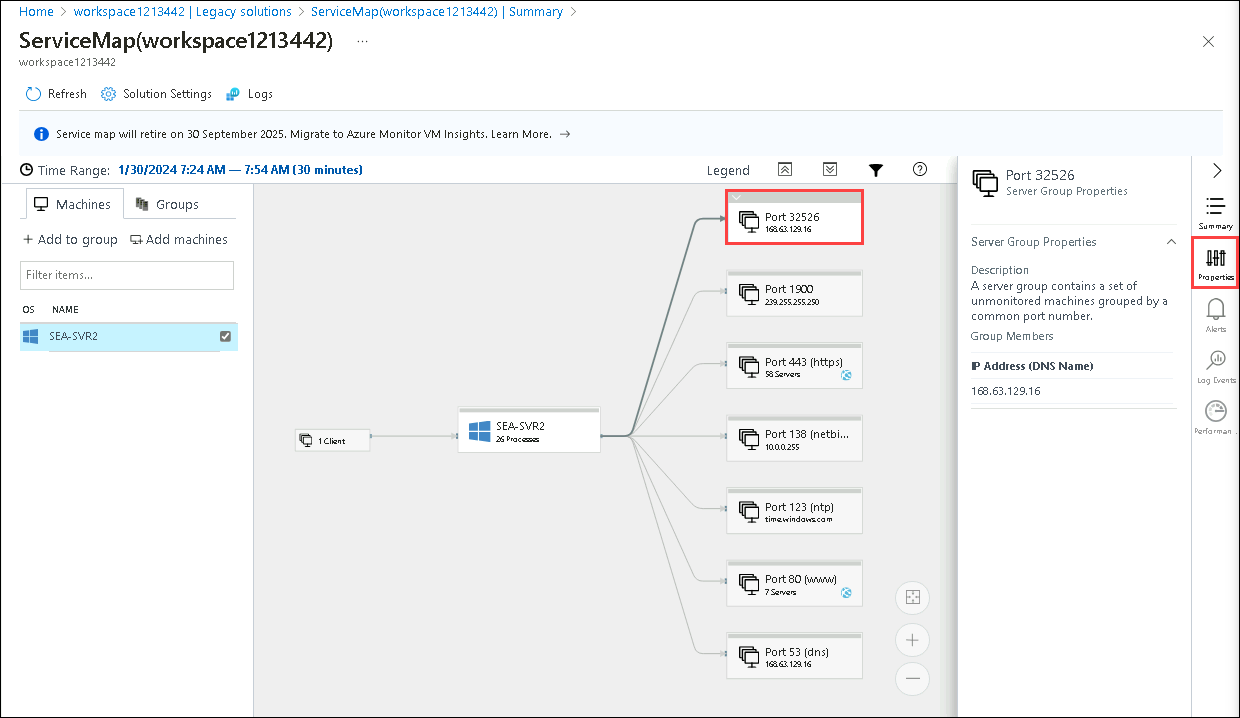 Home > workspace1213442 | Legacy solutions > ServiceMap(workspace1213442) | Summary >
ServiceMap(workspace1213442) ...
workspace1213442
Refresh Solution Settings Logs
Service map will retire on 30 September 2025. Migrate to Azure Monitor VM Insights. Learn More. →
Time Range: 1/30/2024 7:24 AM — 7:54 AM (30 minutes)
Legend
Machines Groups
+ Add to group Add machines
Filter items...
OS NAME
SEA-SVR2
1 Client
SEA-SVR2
26 Processes
Port 32526
168.63.129.16
Port 1900
239.255.255.250
Port 443 (https)
58 Servers
Port 138 (netbi...
10.0.0.255
Port 123 (ntp)
time.windows.com
Port 80 (www)
7 Servers
Port 53 (dns)
168.63.129.16
Port 32526
Server Group Properties
Server Group Properties
Description
A server group contains a set of
unmonitored machines grouped by a
common port number.
Group Members
IP Address (DNS Name)
168.63.129.16
Summary
Properties
Alerts
Log Events
Performan...